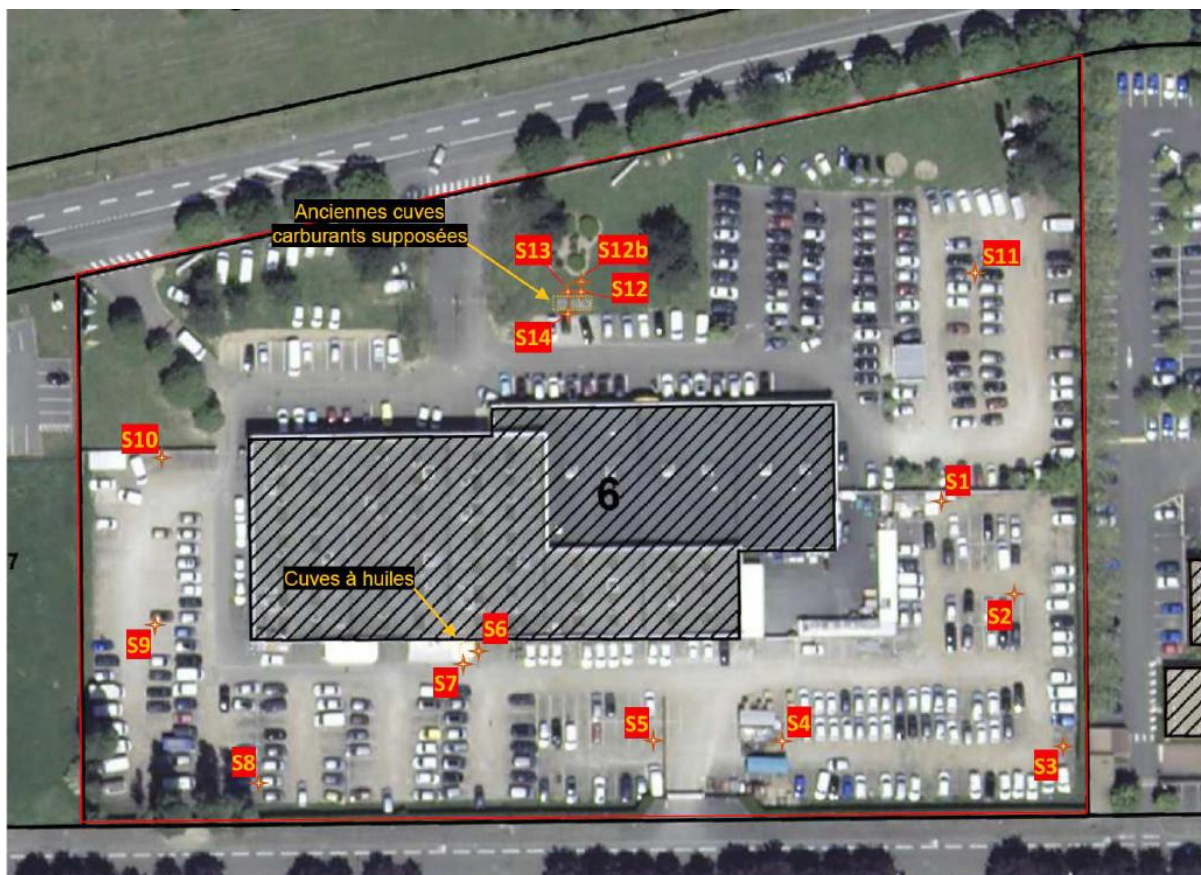 Anciennes cuves
carburants supposées
S13
S12b
S12
S11
S14
S10
6
S1
7
Cuves à huiles
S2
S6
S9
S7
S5
S4
S3
S8